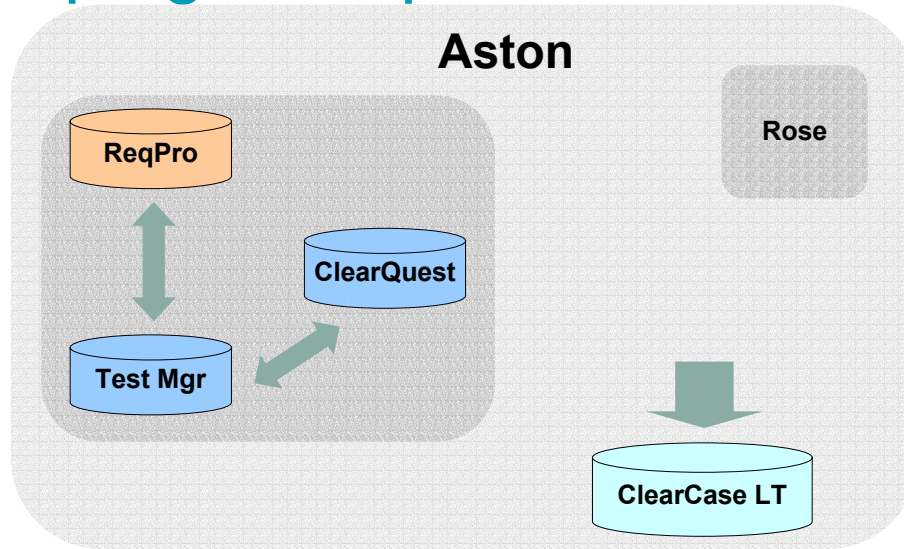 Aston
Rose
ReqPro
ClearQuest
Test Mgr
ClearCase LT